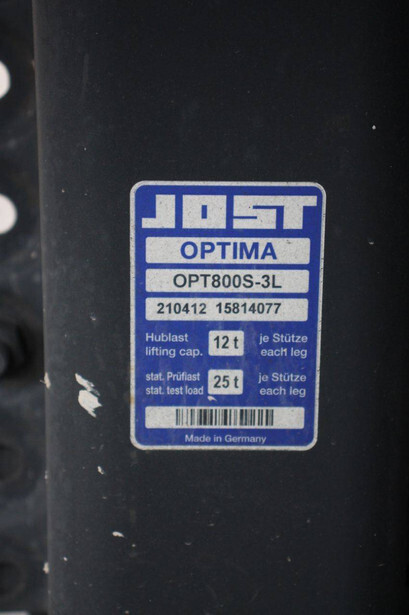 JOST
OPTIMA
OPT800S-3L
210412 15814077
Hublast 12 t je Stütze
lifting cap. each leg
stat. Prüflast 25 t je Stütze
stat. test load each leg
Made in Germany